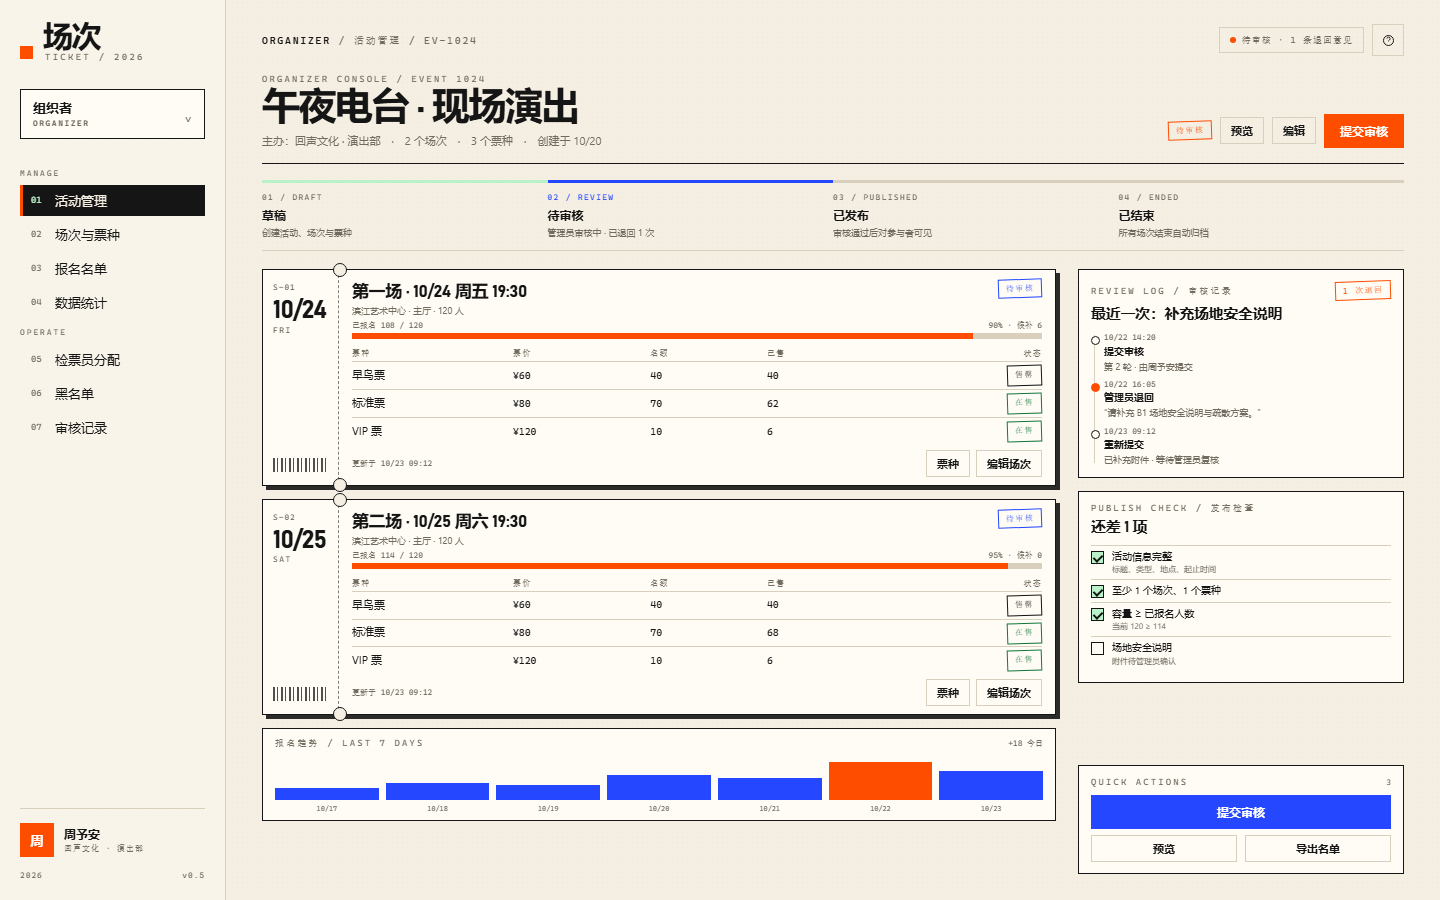 场次
TICKET / 2026
组织者
ORGANIZER
v
MANAGE
01 活动管理
02 场次与票种
03 报名名单
04 数据统计
OPERATE
05 检票员分配
06 黑名单
07 审核记录
周
周予安
回声文化 · 演出部
2026
v0.5
ORGANIZER / 活动管理 / EV-1024
待审核 · 1 条退回意见
?
ORGANIZER CONSOLE / EVENT 1024
午夜电台 · 现场演出
主办: 回声文化 · 演出部 · 2 个场次 · 3 个票种 · 创建于 10/20
待审核
预览
编辑
提交审核
01 / DRAFT
草稿
创建活动、场次与票种
02 / REVIEW
待审核
管理员审核中 · 已退回 1 次
03 / PUBLISHED
已发布
审核通过后对参与者可见
04 / ENDED
已结束
所有场次结束自动归档
S-01
10/24
FRI
第一场 · 10/24 周五 19:30
待审核
滨江艺术中心 · 主厅 · 120 人
已报名 108 / 120
90% · 候补 6
票种 票价 名额 已售 状态
早鸟票 ¥60 40 40 售罄
标准票 ¥80 70 62 在售
VIP 票 ¥120 10 6 在售
更新于 10/23 09:12
票种
编辑场次
S-02
10/25
SAT
第二场 · 10/25 周六 19:30
待审核
滨江艺术中心 · 主厅 · 120 人
已报名 114 / 120
95% · 候补 0
票种 票价 名额 已售 状态
早鸟票 ¥60 40 40 售罄
标准票 ¥80 70 68 在售
VIP 票 ¥120 10 6 在售
更新于 10/23 09:12
票种
编辑场次
报名趋势 / LAST 7 DAYS
+18 今日
10/17 10/18 10/19 10/20 10/21 10/22 10/23
REVIEW LOG / 审核记录
1 次退回
最近一次: 补充场地安全说明
10/22 14:20
提交审核
第 2 轮 · 由周予安提交
10/22 16:05
管理员退回
"请补充 B1 场地安全说明与疏散方案。"
10/23 09:12
重新提交
已补充附件 · 等待管理员复核
PUBLISH CHECK / 发布检查
还差 1 项
活动信息完整
标题、类型、地点、起止时间
至少 1 个场次、1 个票种
容量 ≥ 已报名人数
当前 120 ≥ 114
场地安全说明
附件待管理员确认
QUICK ACTIONS
3
提交审核
预览
导出名单